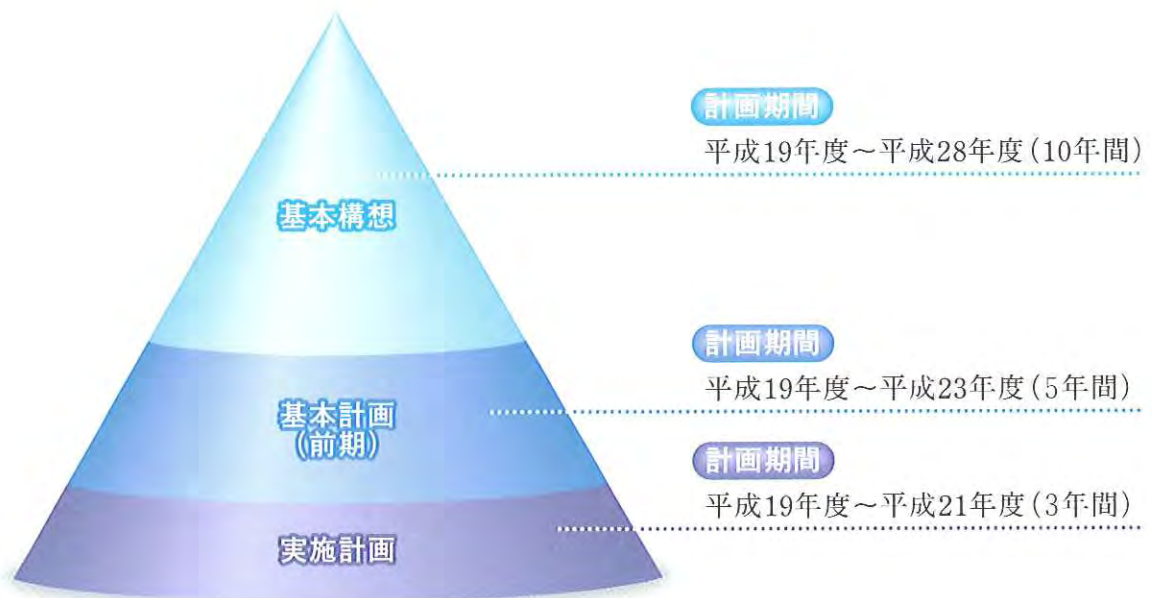 計画期間
平成19年度～平成28年度(10年間)
基本構想
計画期間
平成19年度～平成23年度(5年間)
基本計画
(前期)
計画期間
平成19年度～平成21年度(3年間)
実施計画